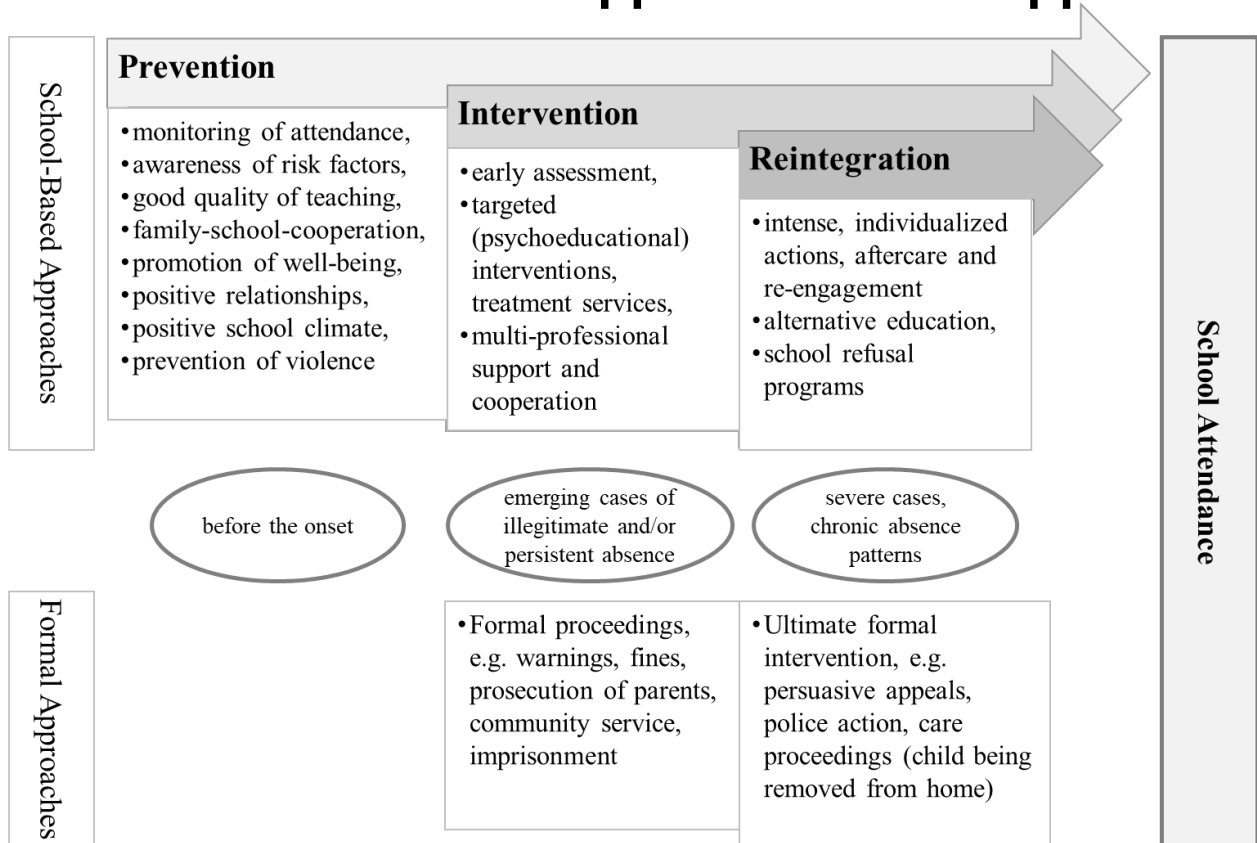 School-Based Approaches
Prevention
•monitoring of attendance,
•awareness of risk factors,
•good quality of teaching,
•family-school-cooperation,
•promotion of well-being,
•positive relationships,
•positive school climate,
•prevention of violence
Intervention
•early assessment,
•targeted
(psychoeducational)
interventions,
treatment services,
•multi-professional
support and
cooperation
Reintegration
•intense, individualized
actions, aftercare and
re-engagement
•alternative education,
•school refusal
programs
School Attendance
before the onset
emerging cases of
illegitimate and/or
persistent absence
severe cases,
chronic absence
patterns
Formal Approaches
•Formal proceedings,
e.g. warnings, fines,
prosecution of parents,
community service,
imprisonment
•Ultimate formal
intervention, e.g.
persuasive appeals,
police action, care
proceedings (child being
removed from home)